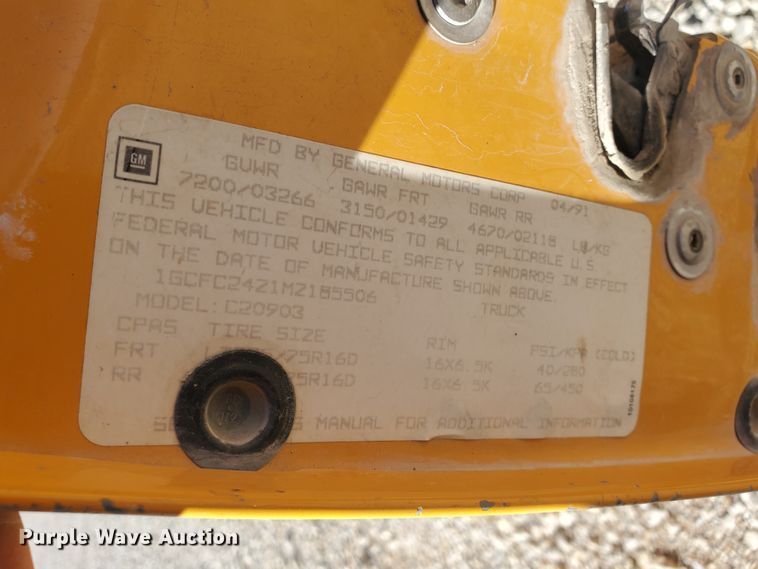 GM
MFD BY GENERAL MOTORS CORP 04/91
GVWR GAWR FRT GAWR RR
7200/03266 3150/01429 4670/02118 LB/KG
THIS VEHICLE CONFORMS TO ALL APPLICABLE U.S.
FEDERAL MOTOR VEHICLE SAFETY STANDARDS IN EFFECT
ON THE DATE OF MANUFACTURE SHOWN ABOVE.
1GCFC24Z1MZ185506 TRUCK
MODEL: C20903
CPAS TIRE SIZE RIM PSI/KPA (COLD)
FRT 75R16D 16X6.5K 40/280
RR 5R16D 16X6.5K 65/450
MANUAL FOR ADDITIONAL INFORMATION
Purple Wave Auction